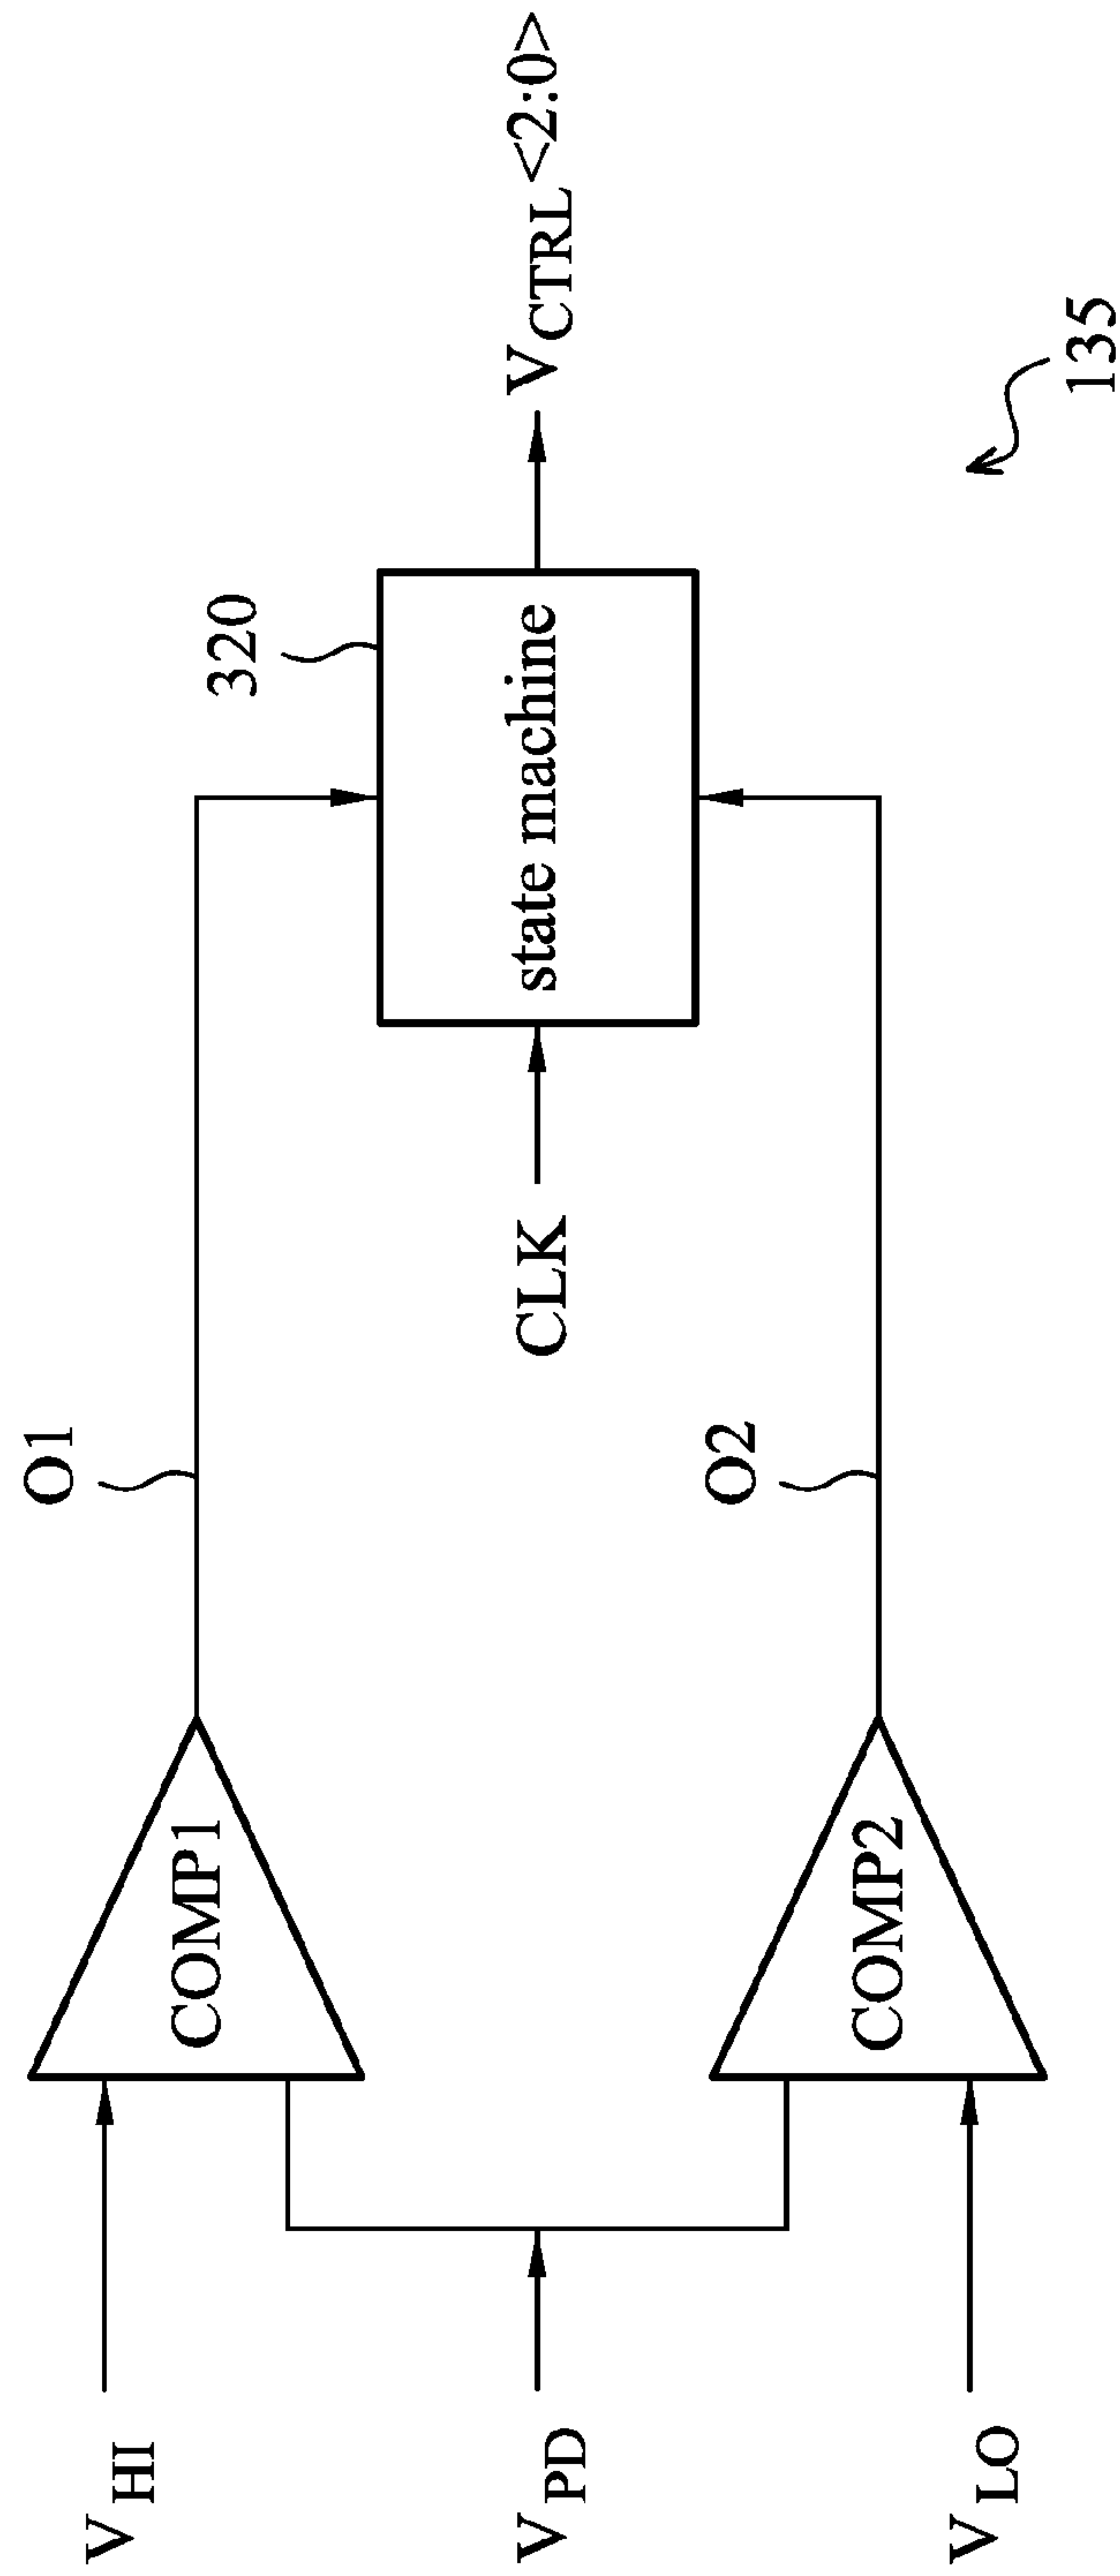 V_HI
V_PD
V_LO
COMP1
COMP2
O1
O2
CLK
state machine
320
V_CTRL<2:0>
135